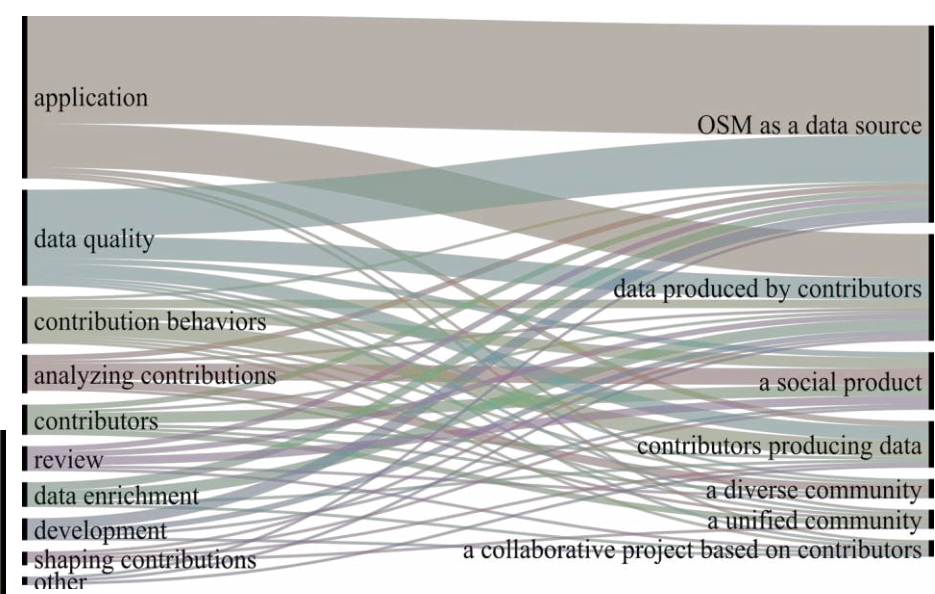 application
data quality
contribution behaviors
analyzing contributions
contributors
review
data enrichment
development
shaping contributions
other
OSM as a data source
data produced by contributors
a social product
contributors producing data
a diverse community
a unified community
a collaborative project based on contributors